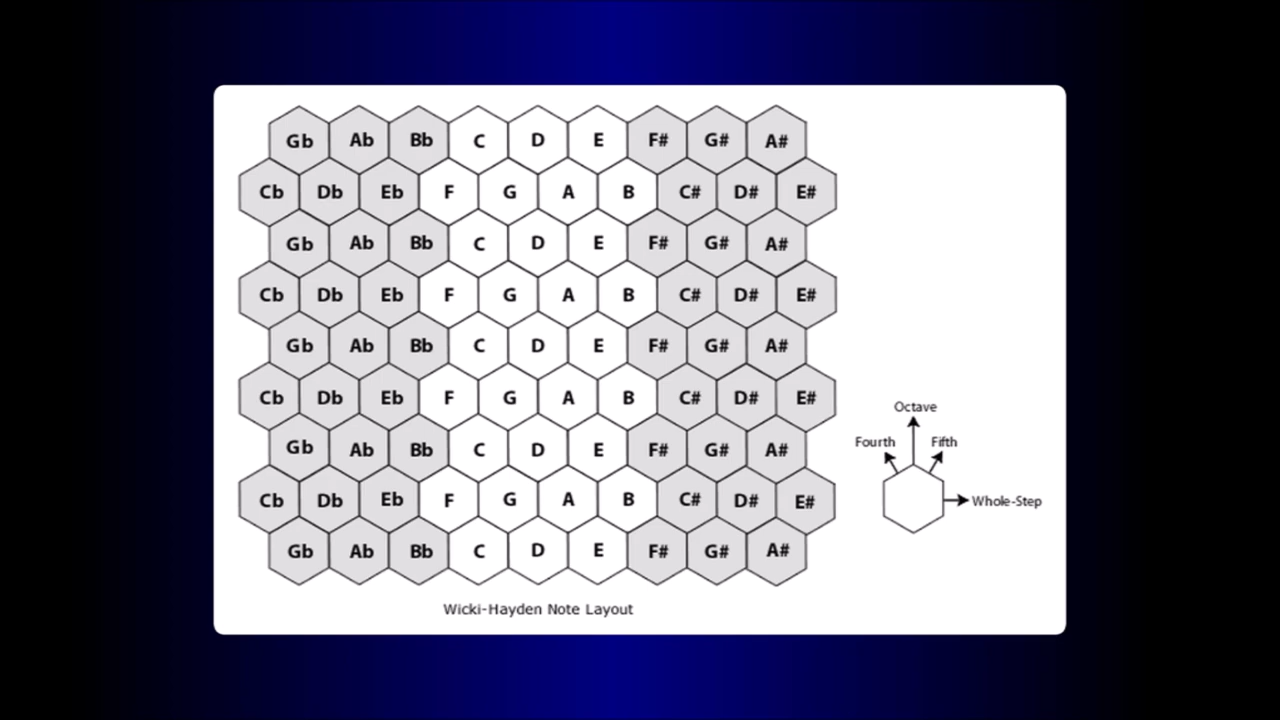 Gb Ab Bb C D E F# G# A#
Cb Db Eb F G A B C# D# E#
Gb Ab Bb C D E F# G# A#
Cb Db Eb F G A B C# D# E#
Gb Ab Bb C D E F# G# A#
Cb Db Eb F G A B C# D# E#
Octave
Fourth Fifth
Gb Ab Bb C D E F# G# A#
Cb Db Eb F G A B C# D# E#
Whole-Step
Gb Ab Bb C D E F# G# A#
Wicki-Hayden Note Layout